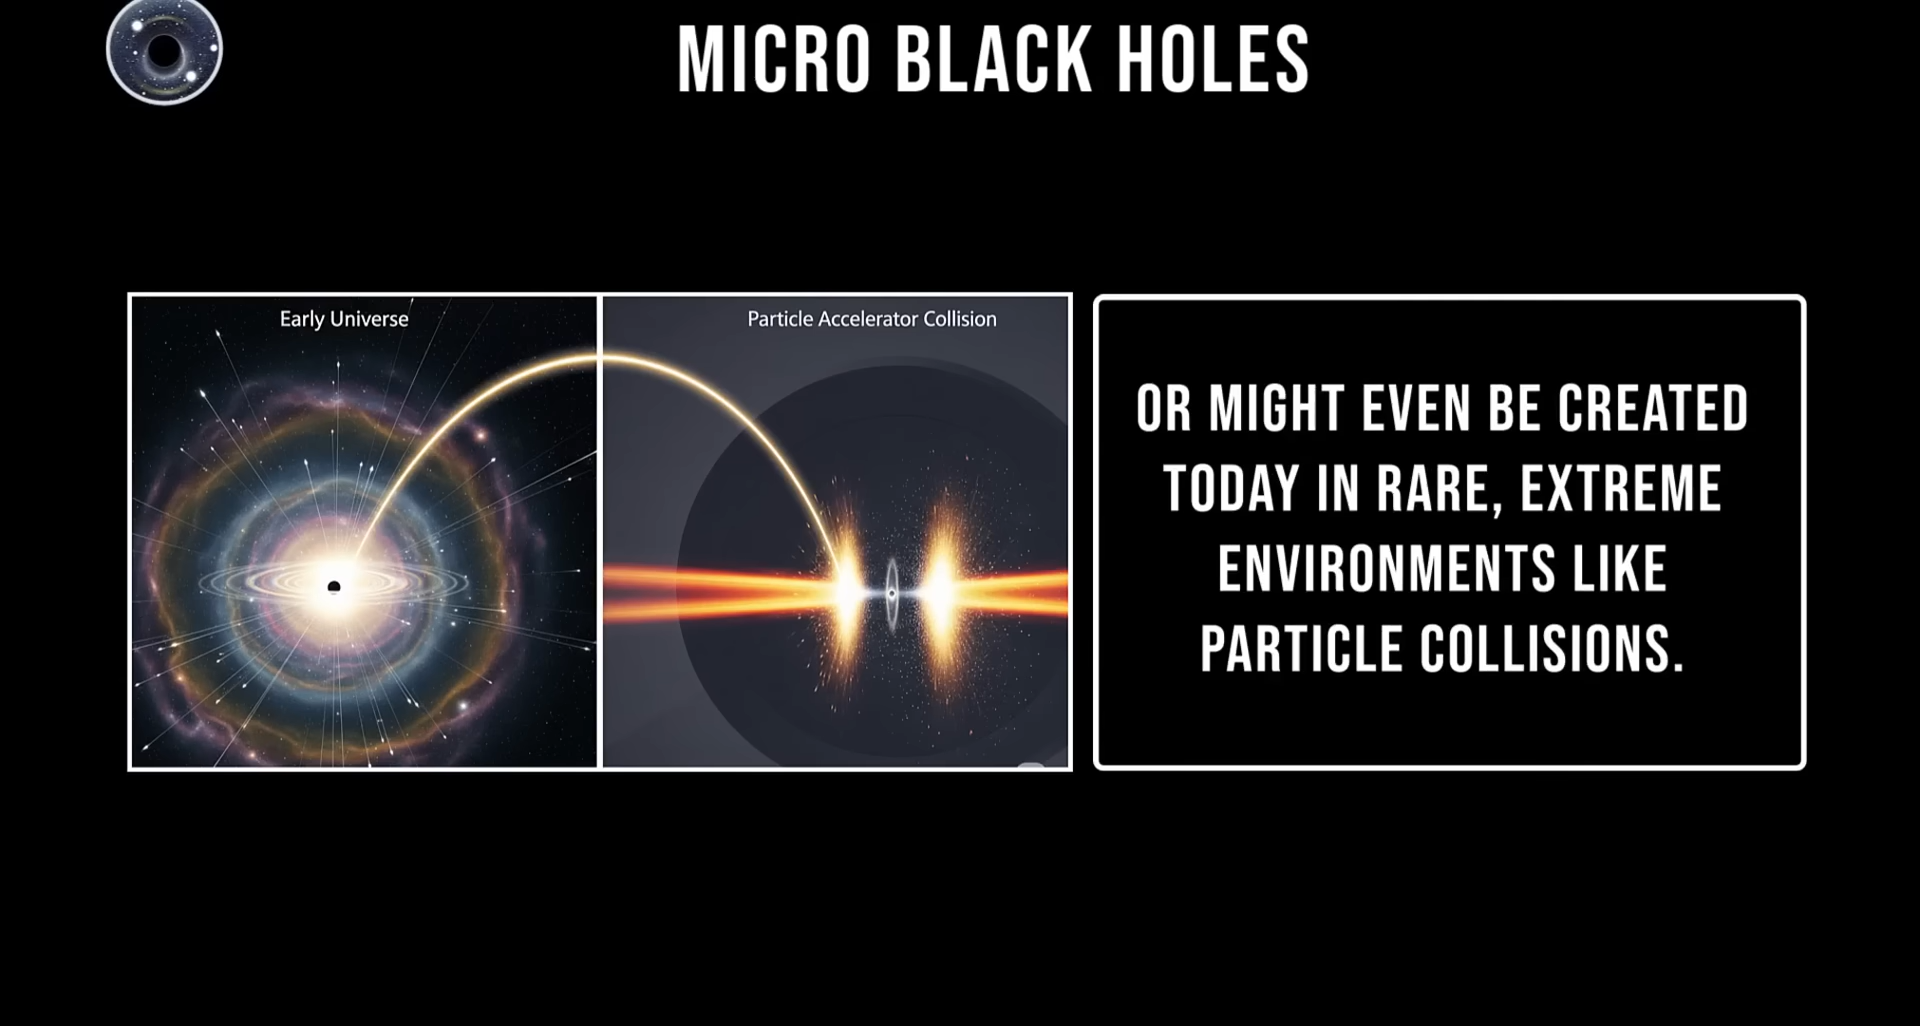 MICRO BLACK HOLES
Early Universe
Particle Accelerator Collision
OR MIGHT EVEN BE CREATED
TODAY IN RARE, EXTREME
ENVIRONMENTS LIKE
PARTICLE COLLISIONS.